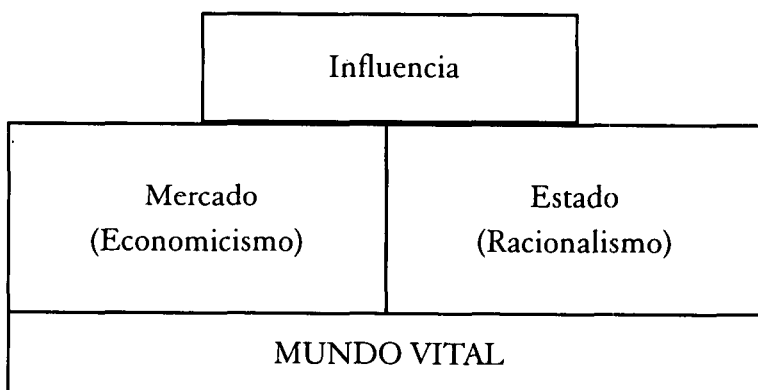 Influencia
Mercado
(Economicismo)
Estado
(Racionalismo)
MUNDO VITAL